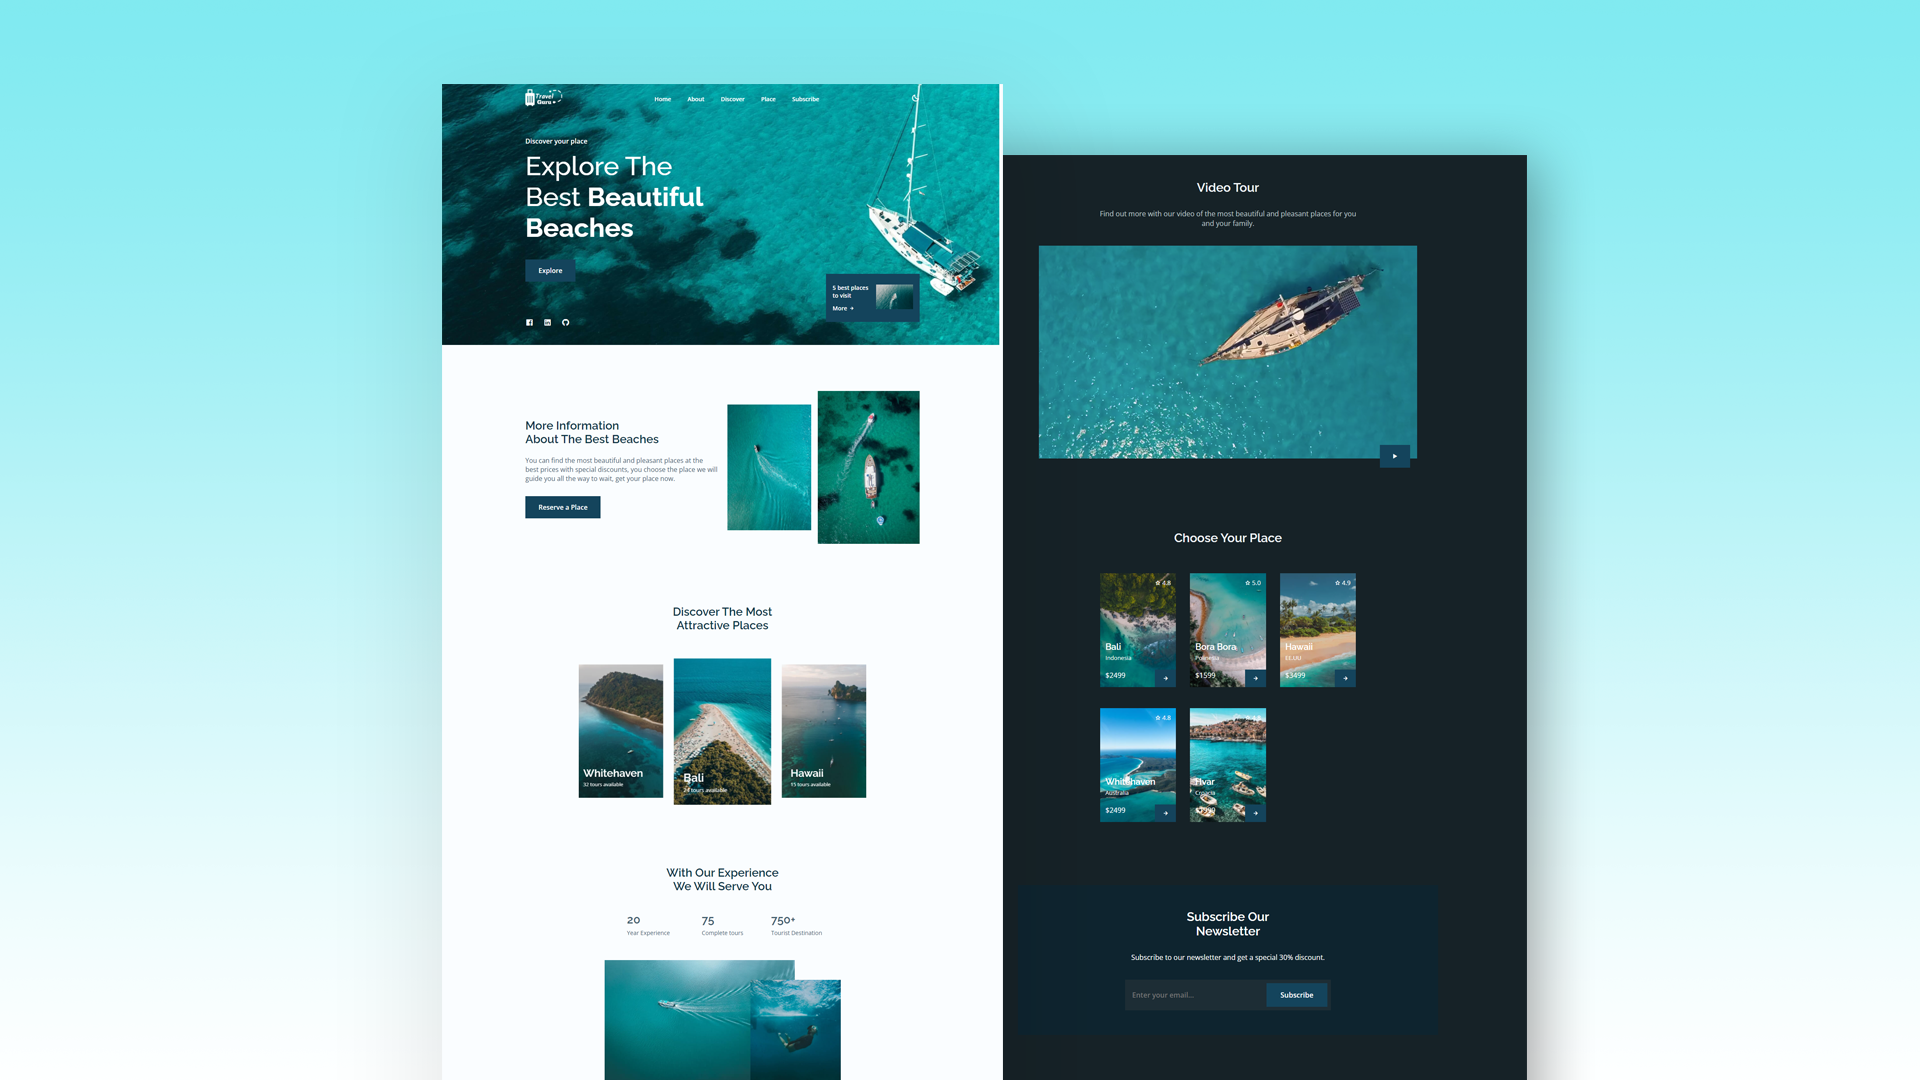 Travel
Guru
Home
About
Discover
Place
Subscribe
Discover your place
Explore The
Best Beautiful
Beaches
Explore
5 best places
to visit
More
More Information
About The Best Beaches
You can find the most beautiful and pleasant places at the
best prices with special discounts, you choose the place we will
guide you all the way to wait, get your place now.
Reserve a Place
Discover The Most
Attractive Places
Whitehaven
32 tours available
Bali
24 tours available
Hawaii
15 tours available
With Our Experience
We Will Serve You
20
Year Experience
75
Complete tours
750+
Tourist Destination
Video Tour
Find out more with our video of the most beautiful and pleasant places for you
and your family.
Choose Your Place
4.8
Bali
Indonesia
$2499
5.0
Bora Bora
Polinesia
$1599
4.9
Hawaii
EE.UU
$3499
4.8
Whitehaven
Australia
$2499
Hvar
Croacia
Subscribe Our
Newsletter
Subscribe to our newsletter and get a special 30% discount.
Enter your email...
Subscribe